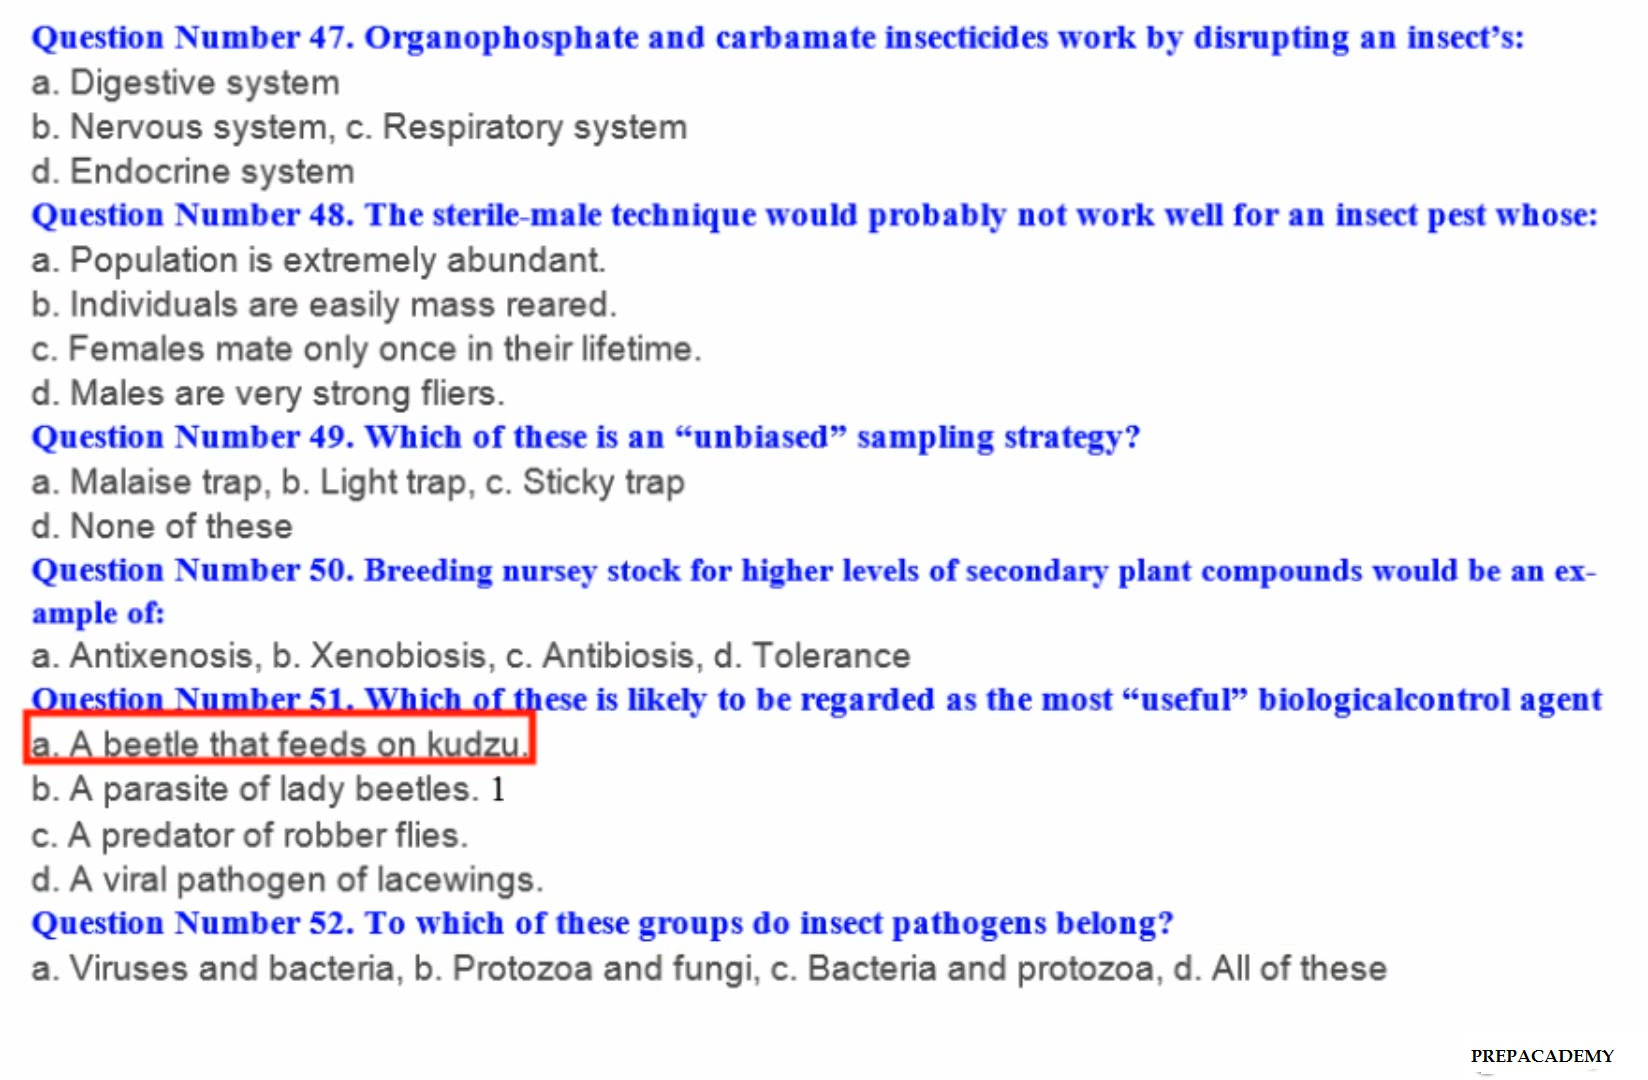 Question Number 47. Organophosphate and carbamate insecticides work by disrupting an insect’s:
a. Digestive system
b. Nervous system, c. Respiratory system
d. Endocrine system
Question Number 48. The sterile-male technique would probably not work well for an insect pest whose:
a. Population is extremely abundant.
b. Individuals are easily mass reared.
c. Females mate only once in their lifetime.
d. Males are very strong fliers.
Question Number 49. Which of these is an “unbiased” sampling strategy?
a. Malaise trap, b. Light trap, c. Sticky trap
d. None of these
Question Number 50. Breeding nursey stock for higher levels of secondary plant compounds would be an ex-
ample of:
a. Antixenosis, b. Xenobiosis, c. Antibiosis, d. Tolerance
Question Number 51. Which of these is likely to be regarded as the most “useful” biologicalcontrol agent
a. A beetle that feeds on kudzu.
b. A parasite of lady beetles. 1
c. A predator of robber flies.
d. A viral pathogen of lacewings.
Question Number 52. To which of these groups do insect pathogens belong?
a. Viruses and bacteria, b. Protozoa and fungi, c. Bacteria and protozoa, d. All of these
PREPACADEMY